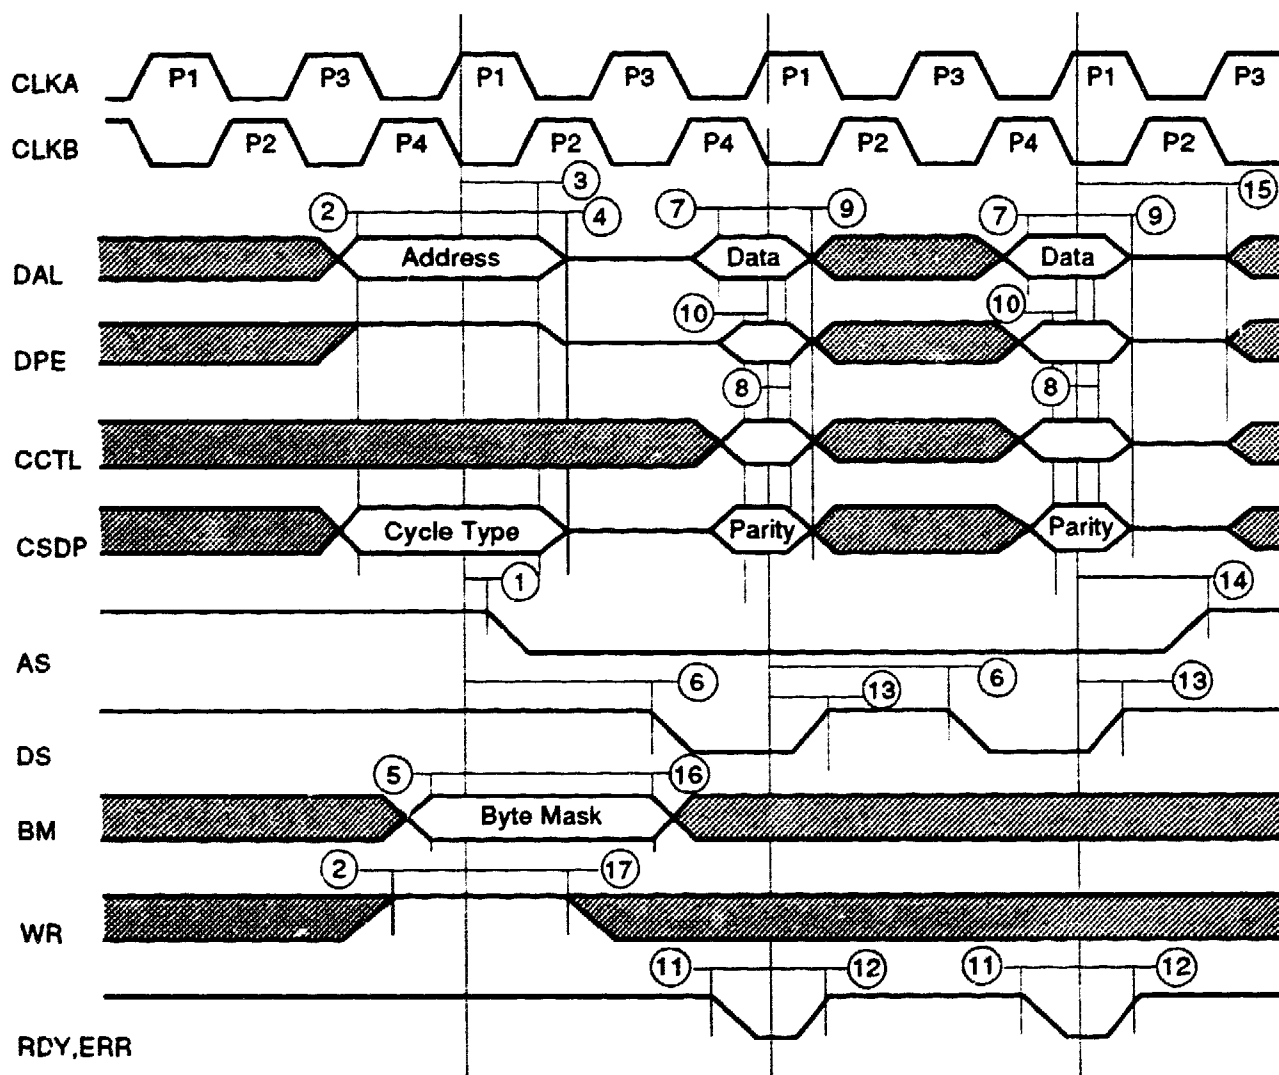 CLKA P1 P3 P1 P3 P1 P3 P1 P3
CLKB P2 P4 P2 P4 P2 P4 P2
3 15
2 4 7 9 7 9
DAL Address Data Data
10 10
DPE
8 8
CCTL
CSDP Cycle Type Parity Parity
1 14
AS
6 6 13 13
DS
5 16
BM Byte Mask
2 17
WR
11 12 11 12
RDY,ERR